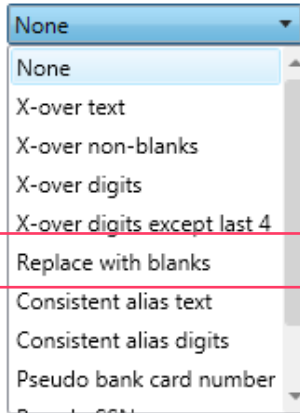 None
None
X-over text
X-over non-blanks
X-over digits
X-over digits except last 4
Replace with blanks
Consistent alias text
Consistent alias digits
Pseudo bank card number